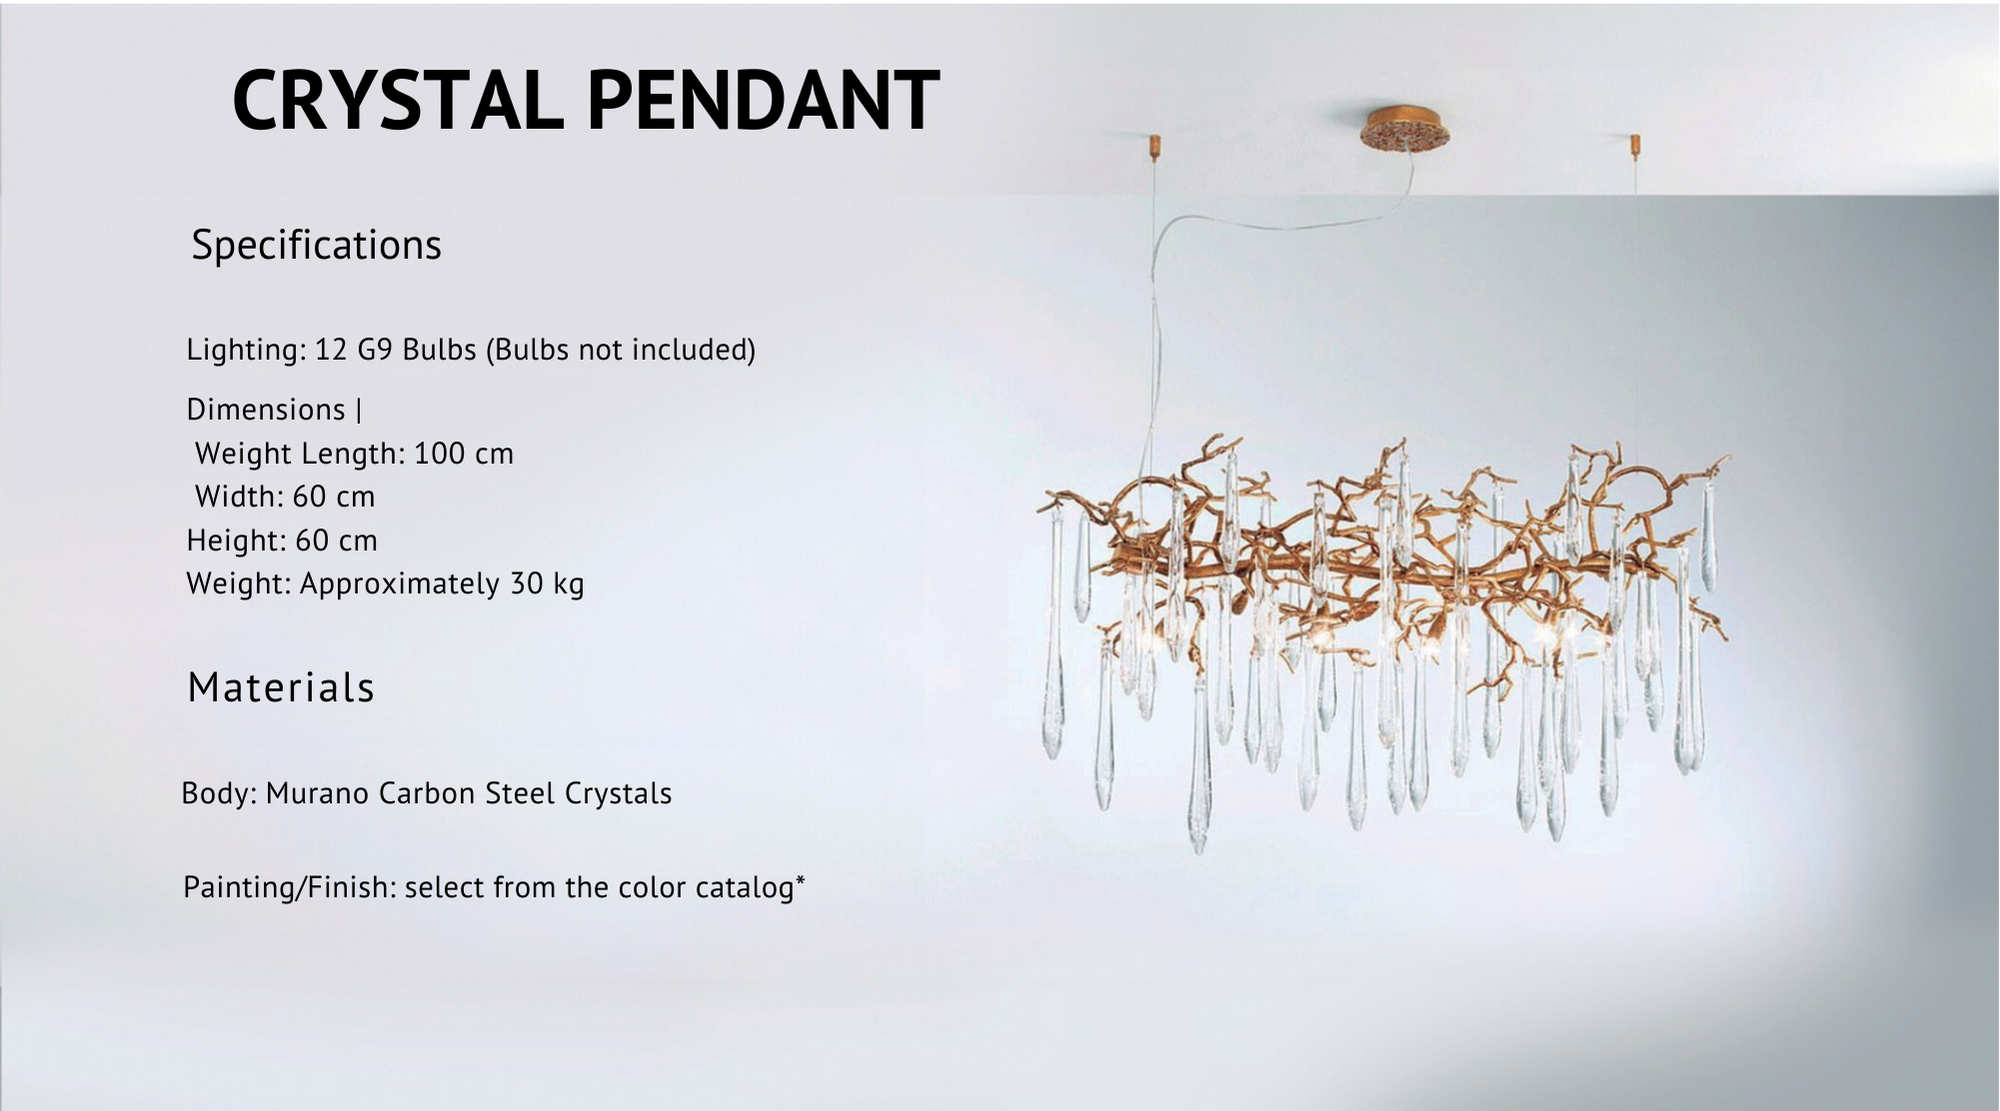 CRYSTAL PENDANT
Specifications
Lighting: 12 G9 Bulbs (Bulbs not included)
Dimensions |
Weight Length: 100 cm
Width: 60 cm
Height: 60 cm
Weight: Approximately 30 kg
Materials
Body: Murano Carbon Steel Crystals
Painting/Finish: select from the color catalog*